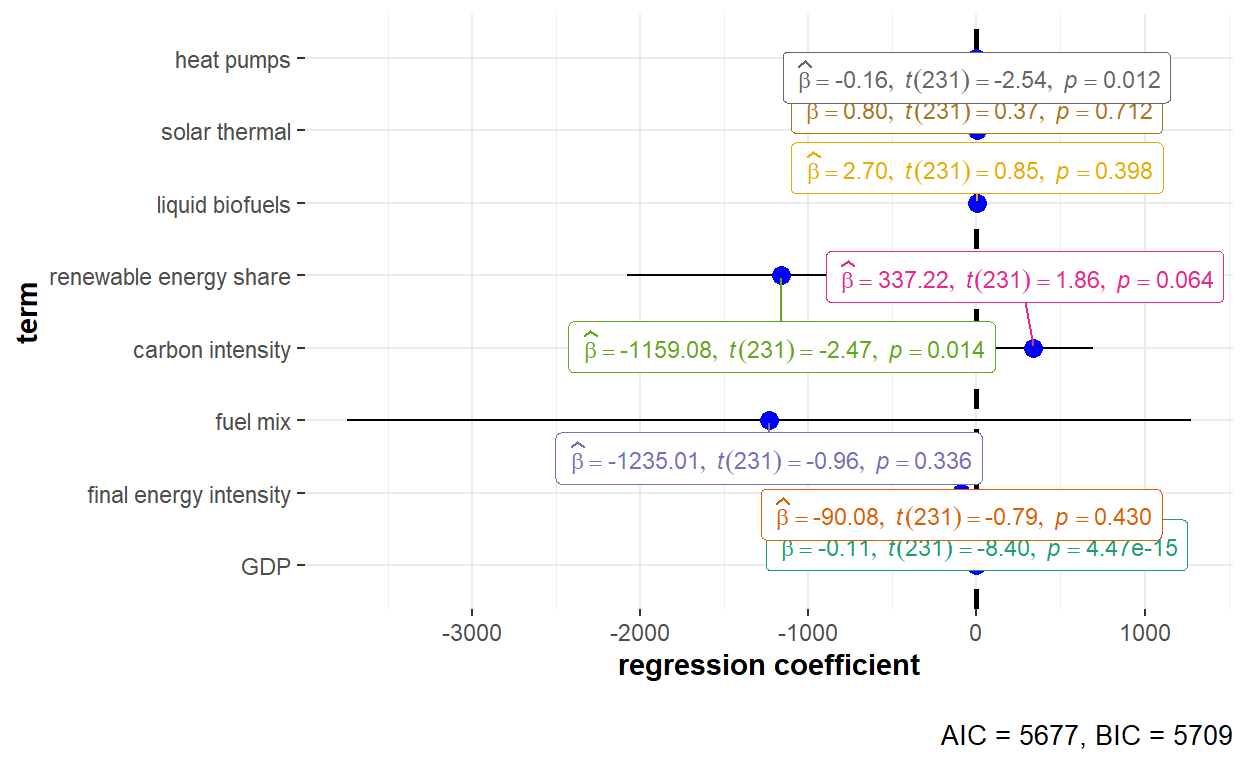 heat pumps
β̂ = -0.16, t(231) = -2.54, p = 0.012
β = 0.80, t(231) = 0.37, p = 0.712
solar thermal
β̂ = 2.70, t(231) = 0.85, p = 0.398
liquid biofuels
renewable energy share
β̂ = 337.22, t(231) = 1.86, p = 0.064
carbon intensity
β̂ = -1159.08, t(231) = -2.47, p = 0.014
fuel mix
β̂ = -1235.01, t(231) = -0.96, p = 0.336
final energy intensity
β̂ = -90.08, t(231) = -0.79, p = 0.430
β = -0.11, t(231) = -8.40, p = 4.47e-15
GDP
term
-3000 -2000 -1000 0 1000
regression coefficient
AIC = 5677, BIC = 5709